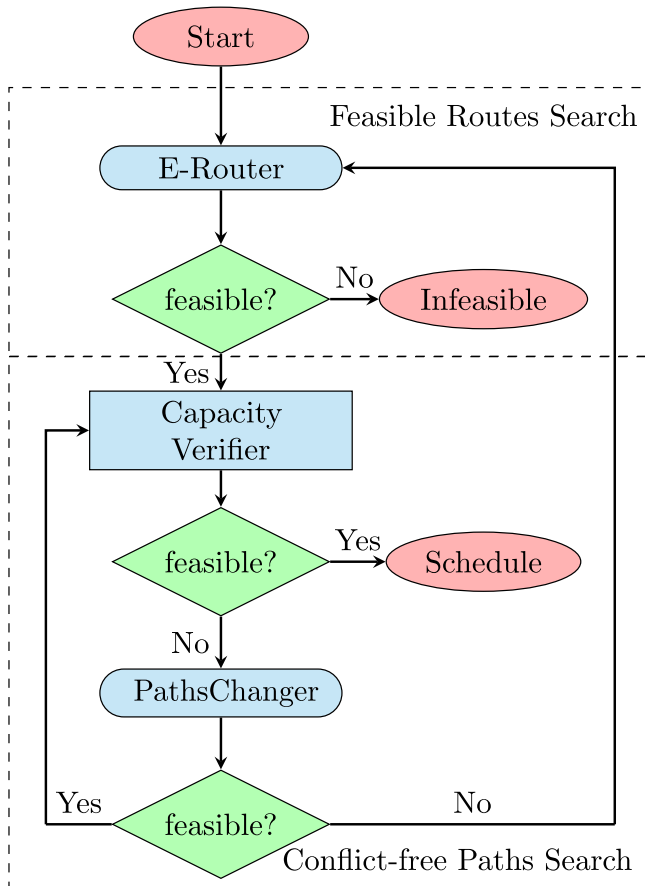 Start
Feasible Routes Search
E-Router
feasible?
No
Infeasible
Yes
Capacity
Verifier
feasible?
Yes
Schedule
No
PathsChanger
Yes
feasible?
No
Conflict-free Paths Search